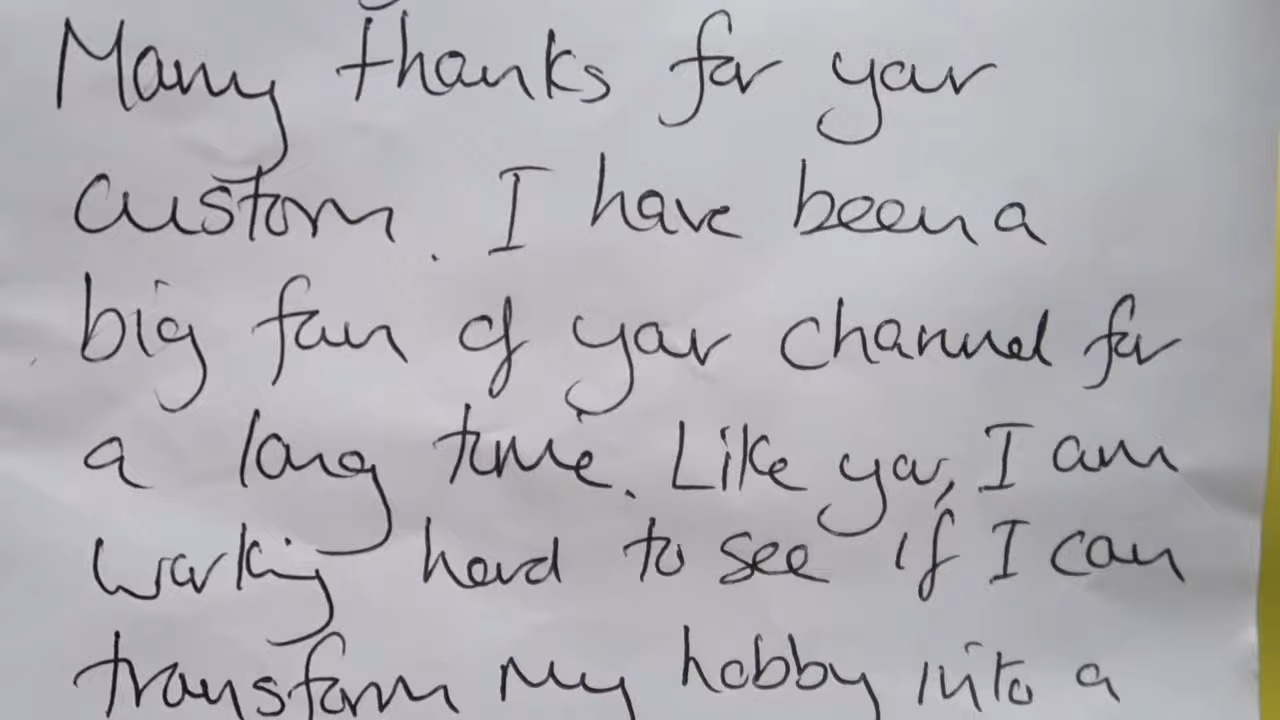 Many thanks for your
custom. I have been a
big fan of your channel for
a long time. Like you, I am
working hard to see if I can
transform my hobby into a